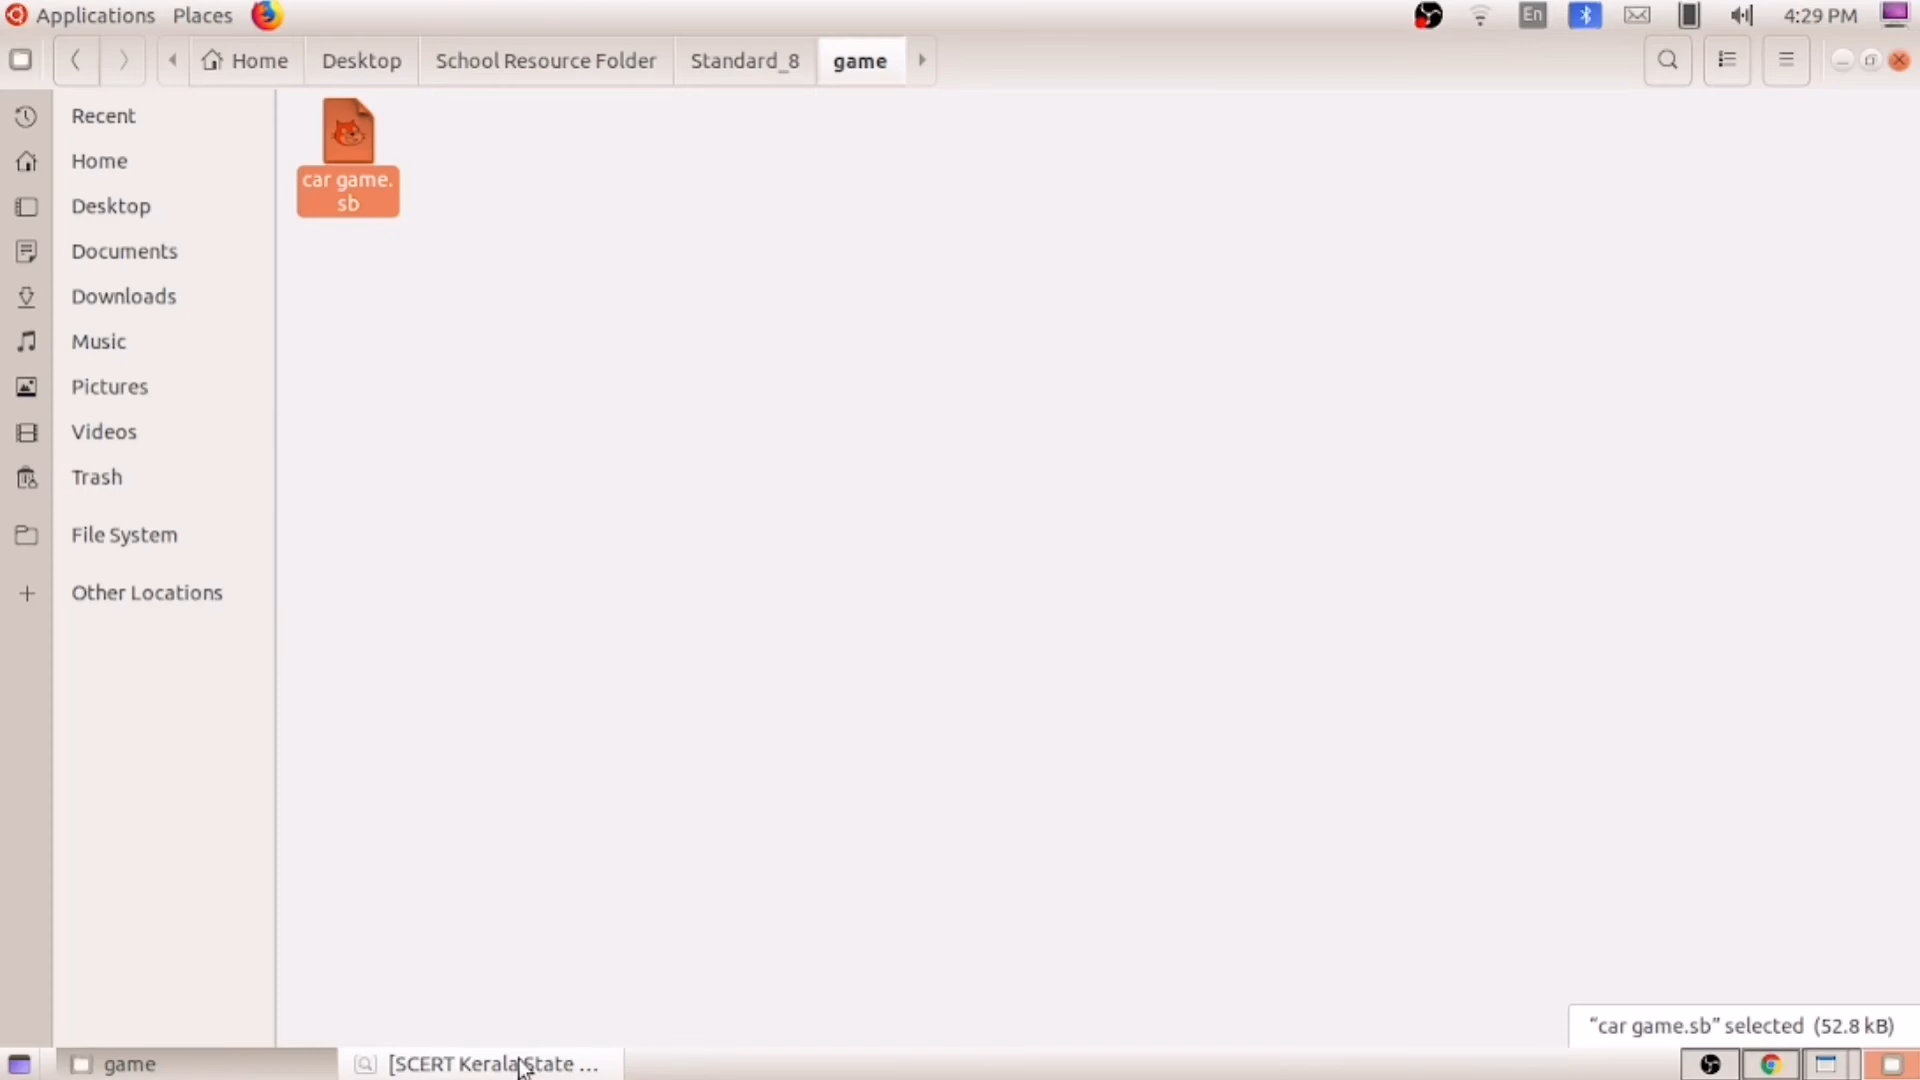 Applications Places
En
4:29 PM
Home
Desktop
School Resource Folder
Standard_8
game
Recent
Home
Desktop
Documents
Downloads
Music
Pictures
Videos
Trash
File System
Other Locations
car game.
sb
“car game.sb” selected (52.8 kB)
game
[SCERT Kerala State ...